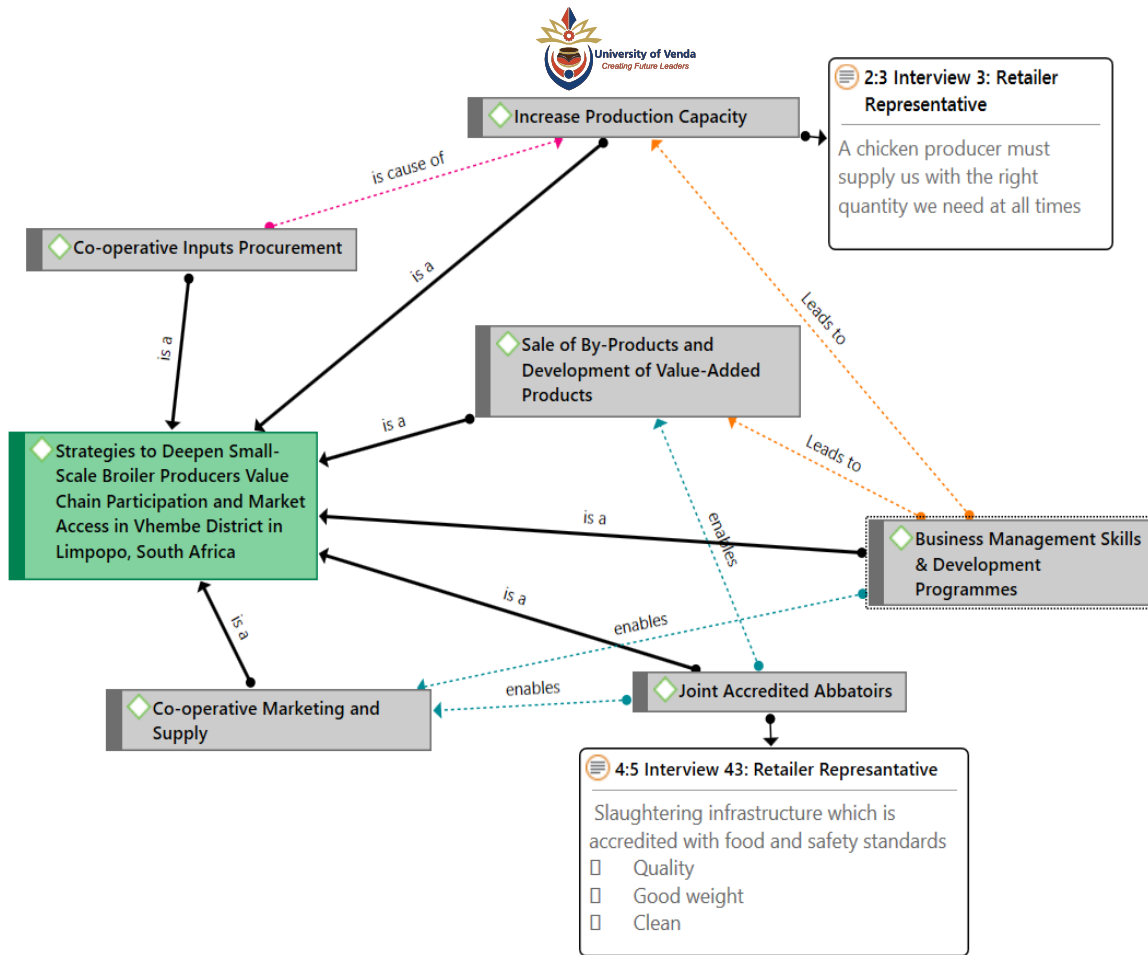 University of Venda
Creating Future Leaders
Increase Production Capacity
2:3 Interview 3: Retailer
Representative
A chicken producer must
supply us with the right
quantity we need at all times
is cause of
Co-operative Inputs Procurement
is a
is a
Leads to
Sale of By-Products and
Development of Value-Added
Products
is a
Leads to
Strategies to Deepen Small-
Scale Broiler Producers Value
Chain Participation and Market
Access in Vhembe District in
Limpopo, South Africa
is a
enables
Business Management Skills
& Development
Programmes
is a
is a
enables
enables
Joint Accredited Abbatoirs
Co-operative Marketing and
Supply
4:5 Interview 43: Retailer Represantative
Slaughtering infrastructure which is
accredited with food and safety standards
Quality
Good weight
Clean